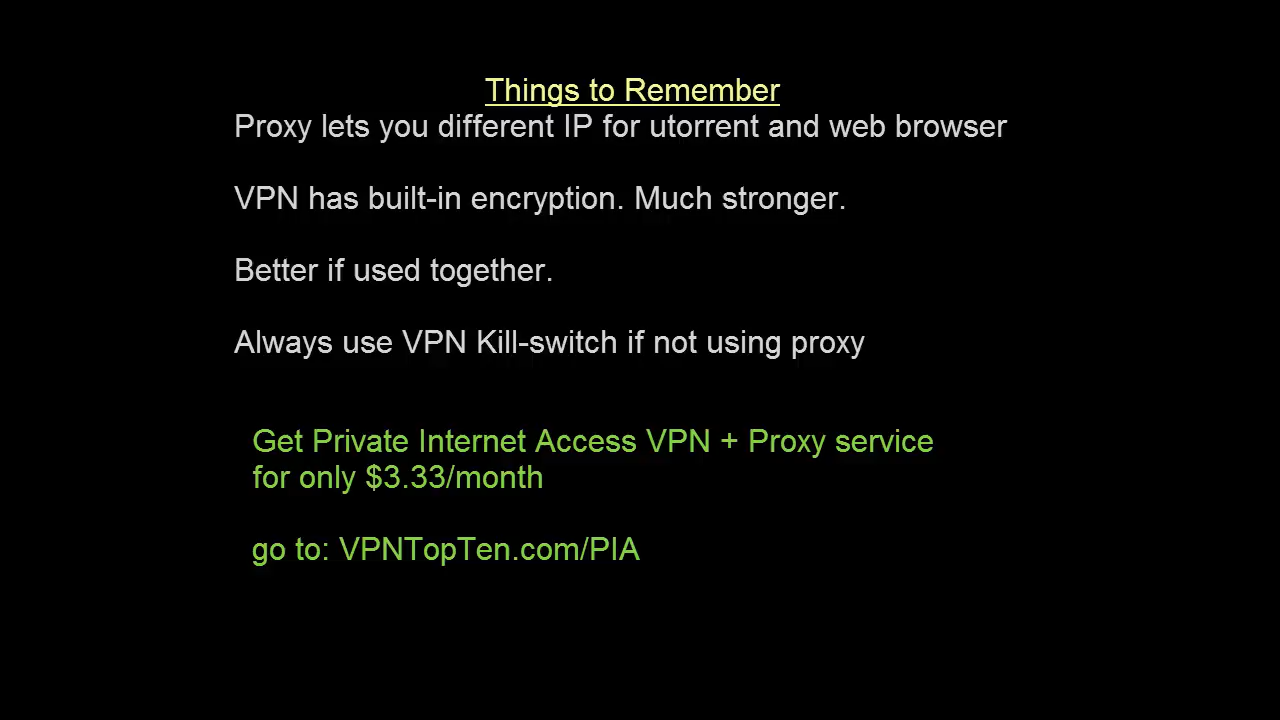 Things to Remember
Proxy lets you different IP for utorrent and web browser
VPN has built-in encryption. Much stronger.
Better if used together.
Always use VPN Kill-switch if not using proxy
Get Private Internet Access VPN + Proxy service
for only $3.33/month
go to: VPNTopTen.com/PIA